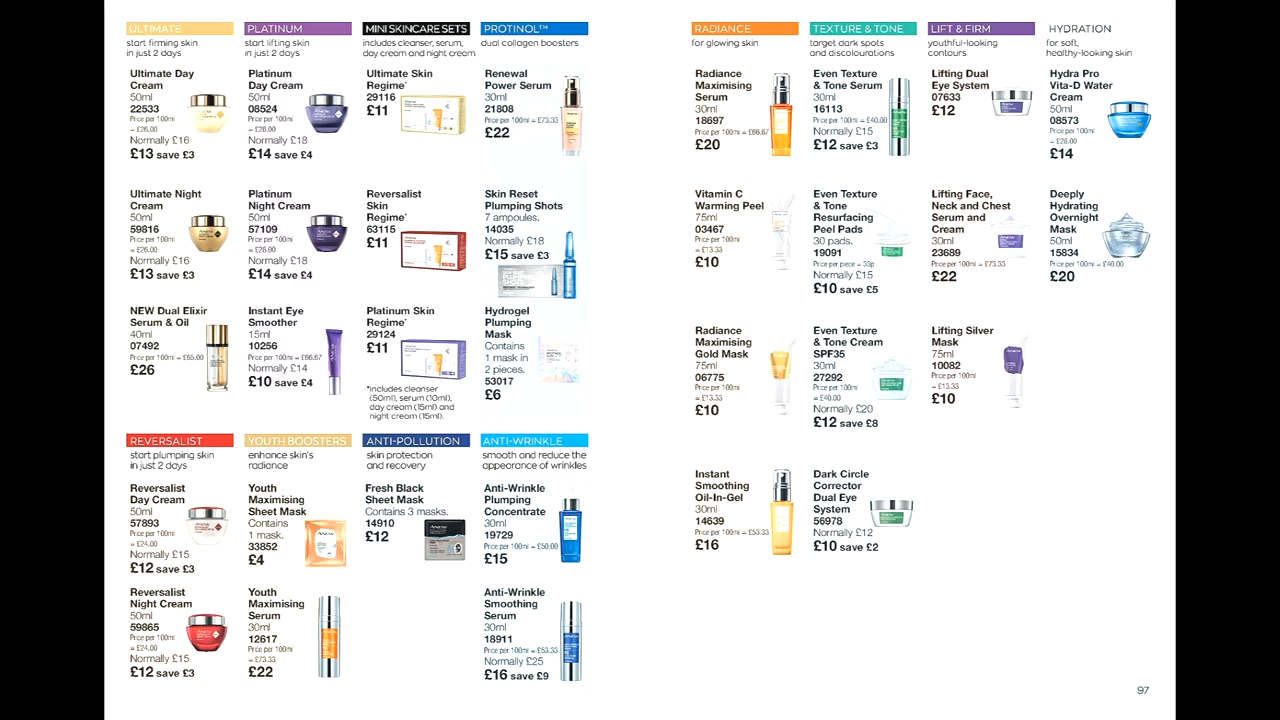 ULTIMATE
start firming skin
in just 2 days
Ultimate Day
Cream
50ml
22533
Price per 100ml
= £26.00
Normally £16
£13 save £3
Ultimate Night
Cream
50ml
59816
Price per 100ml
= £26.00
Normally £16
£13 save £3
NEW Dual Elixir
Serum & Oil
40ml
07492
Price per 100ml = £65.00
£26
PLATINUM
start lifting skin
in just 2 days
Platinum
Day Cream
50ml
08524
Price per 100ml
= £28.00
Normally £18
£14 save £4
Platinum
Night Cream
50ml
57109
Price per 100ml
= £28.00
Normally £18
£14 save £4
Instant Eye
Smoother
15ml
10256
Price per 100ml = £66.67
Normally £14
£10 save £4
MINI SKINCARE SETS
includes cleanser, serum,
day cream and night cream
Ultimate Skin
Regime*
29116
£11
Reversalist
Skin
Regime*
63115
£11
Platinum Skin
Regime*
29124
£11
*Includes cleanser
(50ml), serum (10ml),
day cream (15ml) and
night cream (15ml).
PROTINOL™
dual collagen boosters
Renewal
Power Serum
30ml
21808
Price per 100ml = £73.33
£22
Skin Reset
Plumping Shots
7 ampoules.
14035
Normally £18
£15 save £3
Hydrogel
Plumping
Mask
Contains
1 mask in
2 pieces.
53017
£6
REVERSALIST
start plumping skin
in just 2 days
Reversalist
Day Cream
50ml
57893
Price per 100ml
= £24.00
Normally £15
£12 save £3
Reversalist
Night Cream
50ml
59865
Price per 100ml
= £24.00
Normally £15
£12 save £3
YOUTH BOOSTERS
enhance skin's
radiance
Youth
Maximising
Sheet Mask
Contains
1 mask.
33852
£4
Youth
Maximising
Serum
30ml
12617
Price per 100ml
= £73.33
£22
ANTI-POLLUTION
skin protection
and recovery
Fresh Black
Sheet Mask
Contains 3 masks.
14910
£12
ANTI-WRINKLE
smooth and reduce the
appearance of wrinkles
Anti-Wrinkle
Plumping
Concentrate
30ml
19729
Price per 100ml = £50.00
£15
Anti-Wrinkle
Smoothing
Serum
30ml
18911
Price per 100ml = £53.33
Normally £25
£16 save £9
RADIANCE
for glowing skin
Radiance
Maximising
Serum
30ml
18697
Price per 100ml = £66.67
£20
Vitamin C
Warming Peel
75ml
03467
Price per 100ml
= £13.33
£10
Radiance
Maximising
Gold Mask
75ml
06775
Price per 100ml
= £13.33
£10
Instant
Smoothing
Oil-In-Gel
30ml
14639
Price per 100ml = £53.33
£16
TEXTURE & TONE
target dark spots
and discolourations
Even Texture
& Tone Serum
30ml
16113
Price per 100ml = £40.00
Normally £15
£12 save £3
Even Texture
& Tone
Resurfacing
Peel Pads
30 pads.
19091
Price per piece = 33p
Normally £15
£10 save £5
Even Texture
& Tone Cream
SPF35
30ml
27292
Price per 100ml
= £40.00
Normally £20
£12 save £8
Dark Circle
Corrector
Dual Eye
System
56978
Normally £12
£10 save £2
LIFT & FIRM
youthful-looking
contours
Lifting Dual
Eye System
07633
£12
Lifting Face,
Neck and Chest
Serum and
Cream
30ml
23689
Price per 100ml = £73.33
£22
Lifting Silver
Mask
75ml
10082
Price per 100ml
= £13.33
£10
HYDRATION
for soft,
healthy-looking skin
Hydra Pro
Vita-D Water
Cream
50ml
08573
Price per 100ml
= £28.00
£14
Deeply
Hydrating
Overnight
Mask
50ml
15834
Price per 100ml = £40.00
£20
97